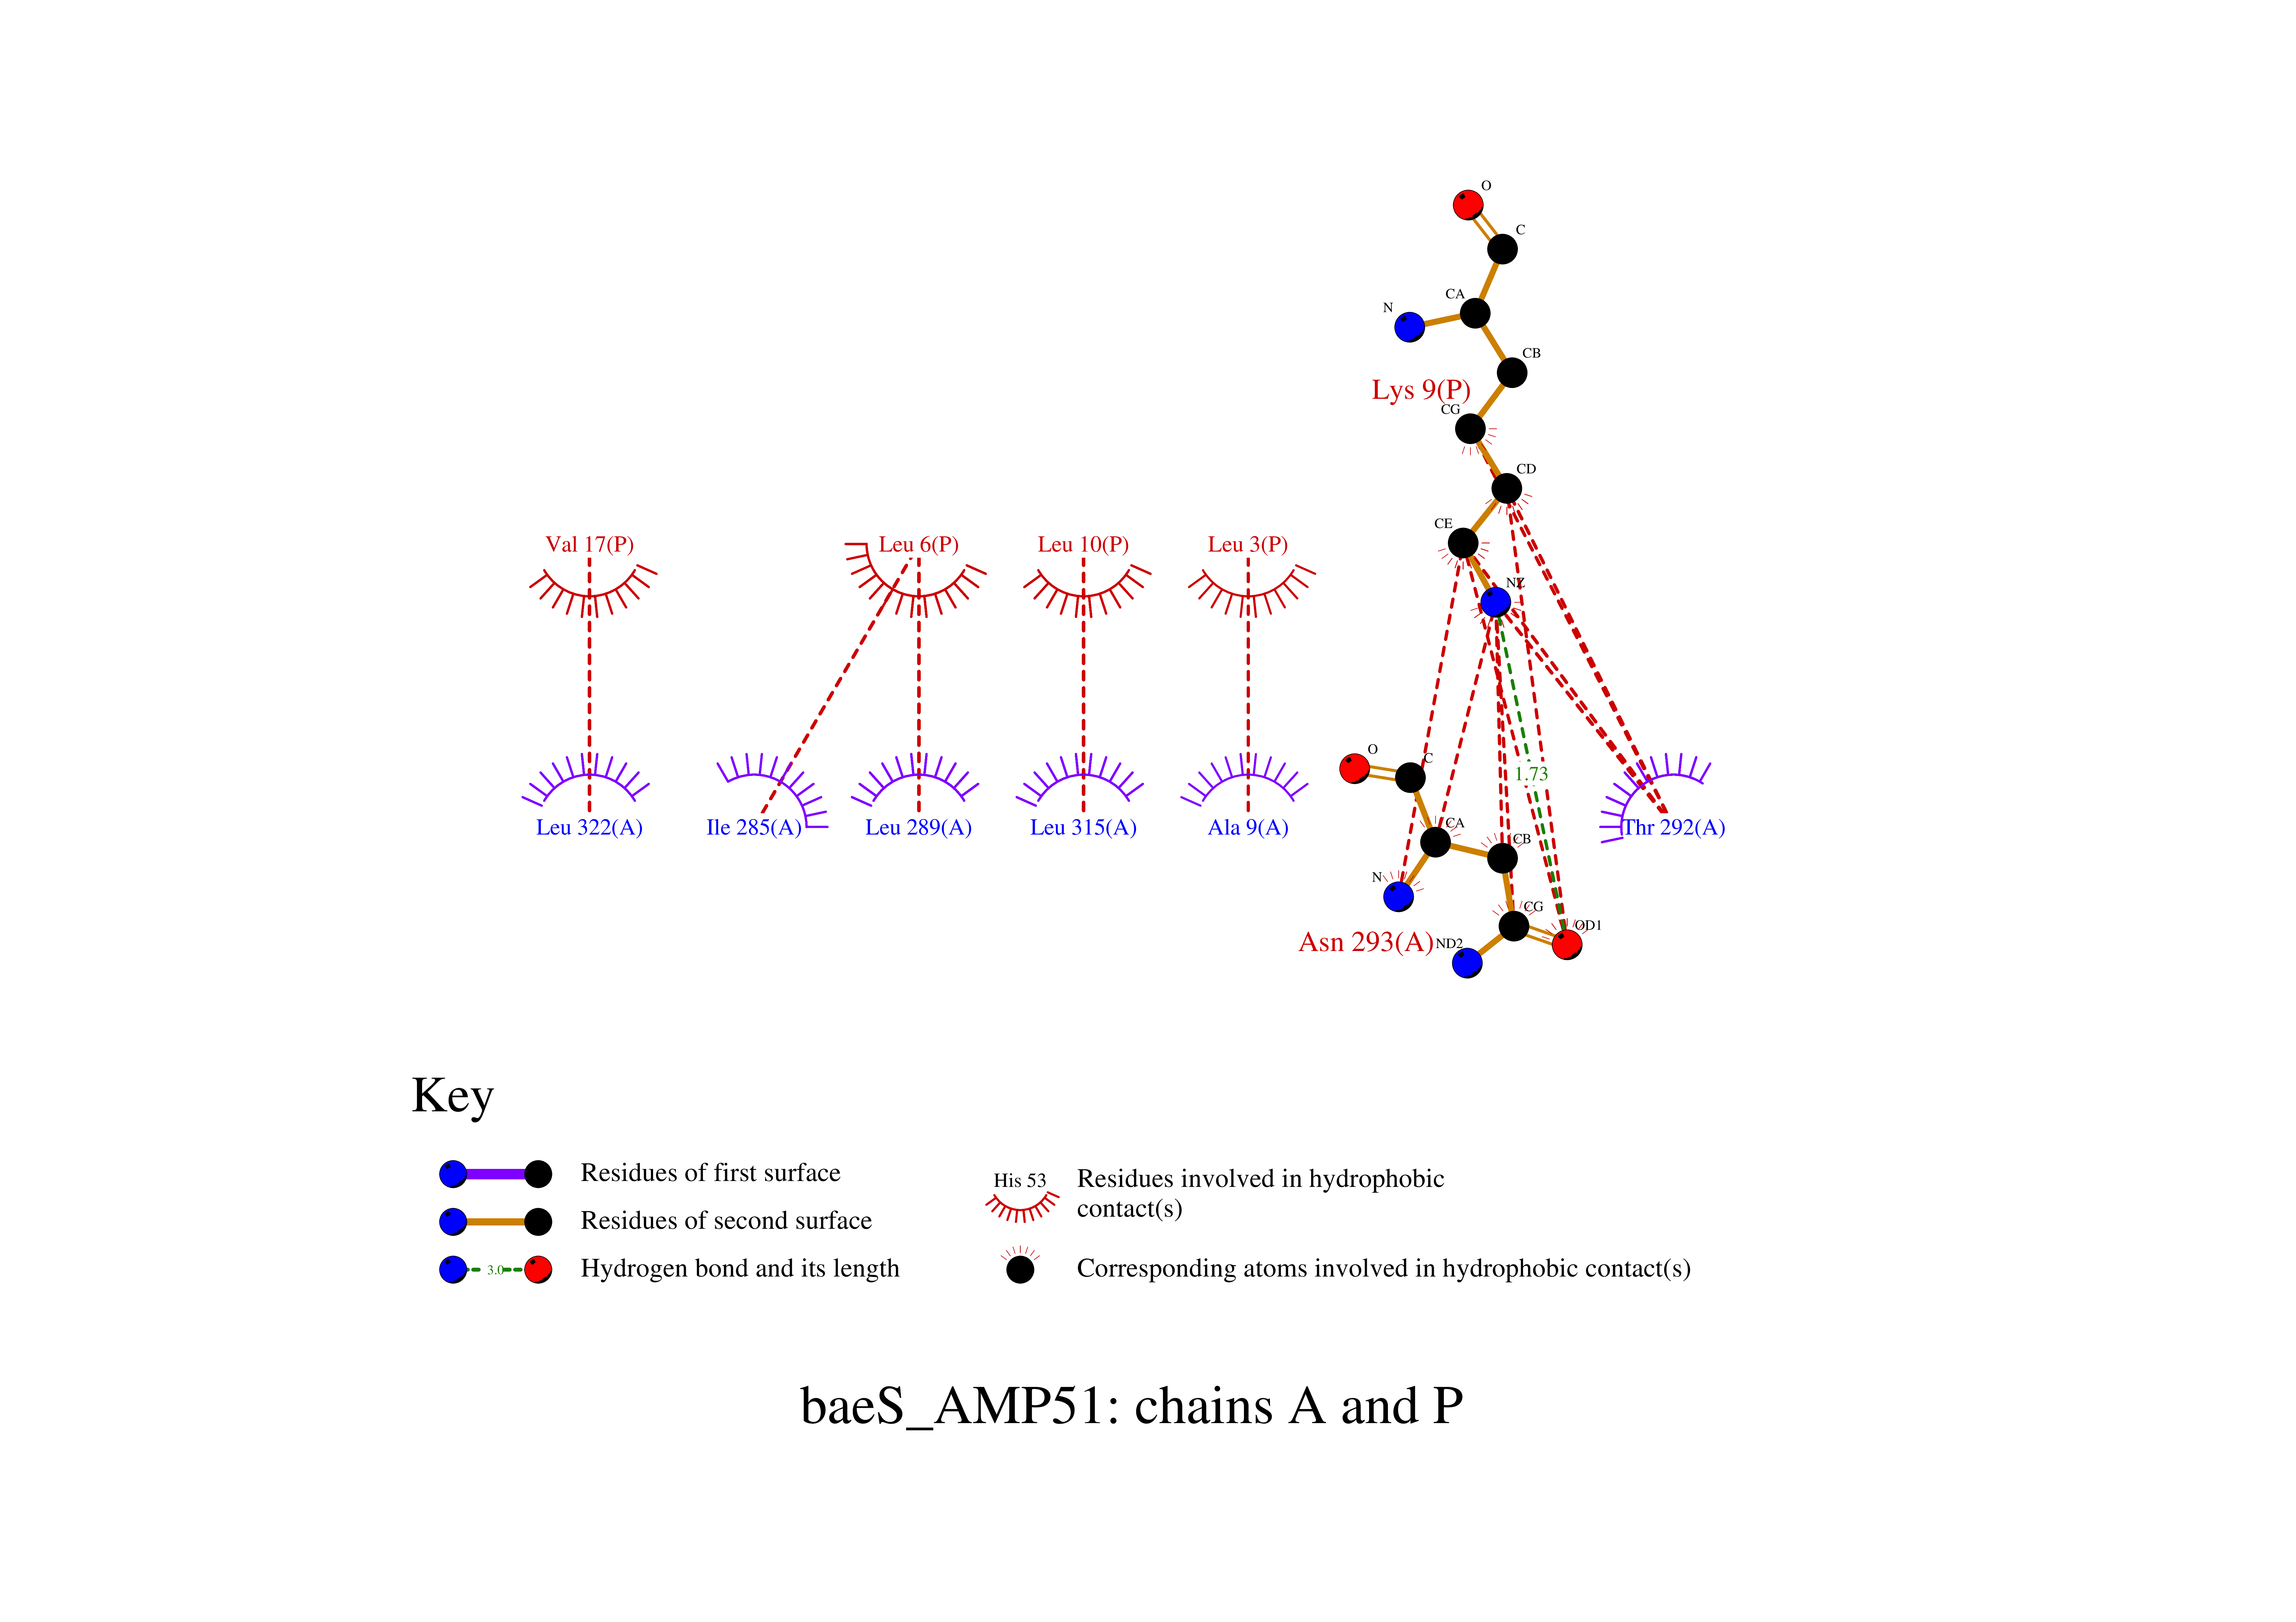 O
C
CA
N
CB
Lys 9(P)
CG
CD
CE
Val 17(P)
Leu 6(P)
Leu 10(P)
Leu 3(P)
NZ
O
C
1.73
Leu 322(A)
Ile 285(A)
Leu 289(A)
Leu 315(A)
Ala 9(A)
CA
CB
Thr 292(A)
N
CG
OD1
Asn 293(A)
ND2
Key
Residues of first surface
Residues of second surface
3.0
Hydrogen bond and its length
His 53
Residues involved in hydrophobic
contact(s)
Corresponding atoms involved in hydrophobic contact(s)
baeS_AMP51: chains A and P